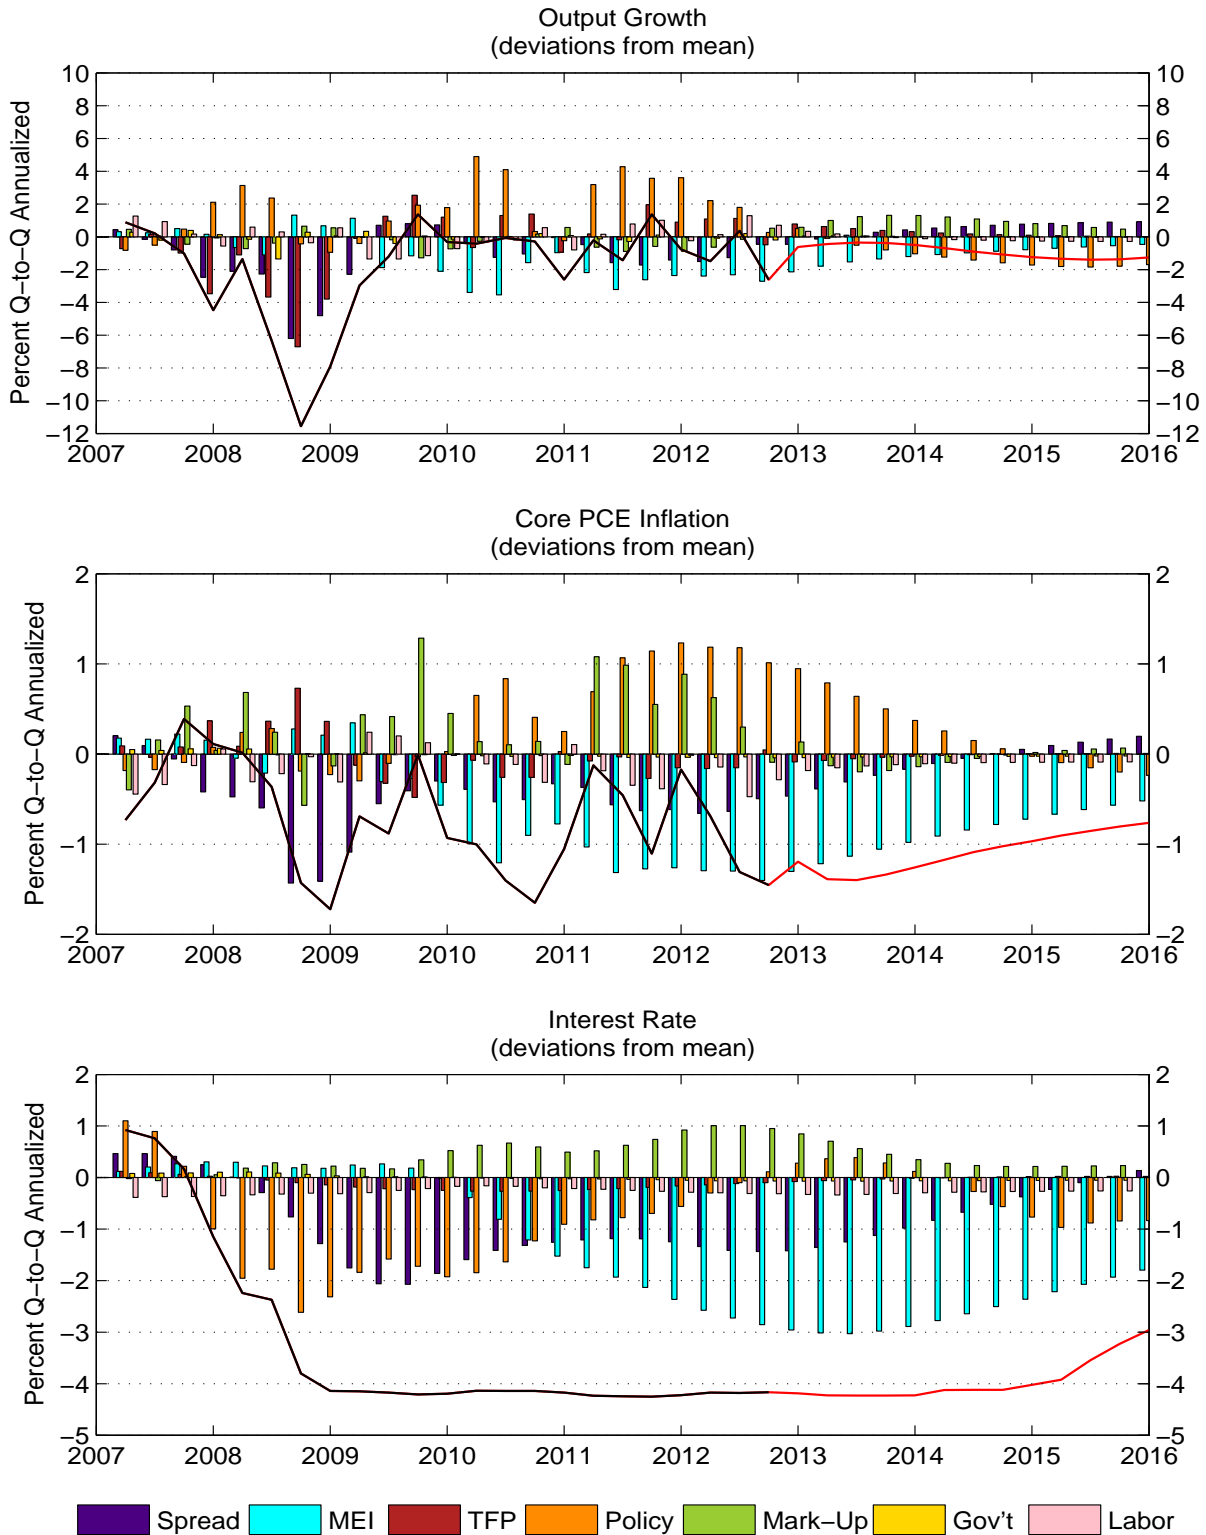 Output Growth
(deviations from mean)
Percent Q−to−Q Annualized
10 10
8 8
6 6
4 4
2 2
0 0
−2 −2
−4 −4
−6 −6
−8 −8
−10 −10
−12 −12
2007 2008 2009 2010 2011 2012 2013 2014 2015 2016
Core PCE Inflation
(deviations from mean)
Percent Q−to−Q Annualized
2 2
1 1
0 0
−1 −1
−2 −2
2007 2008 2009 2010 2011 2012 2013 2014 2015 2016
Interest Rate
(deviations from mean)
Percent Q−to−Q Annualized
2 2
1 1
0 0
−1 −1
−2 −2
−3 −3
−4 −4
−5 −5
2007 2008 2009 2010 2011 2012 2013 2014 2015 2016
Spread MEI TFP Policy Mark−Up Gov't Labor